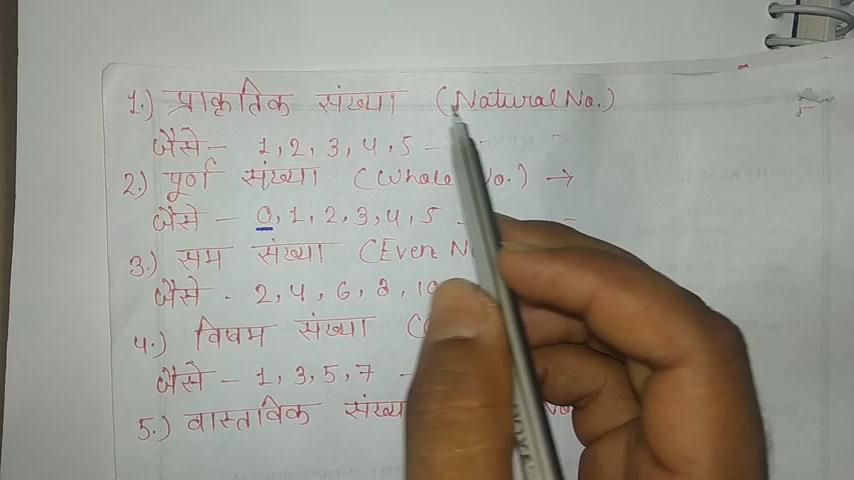 1.) प्राकृतिक संख्या (Natural No.)
जैसे - 1, 2, 3, 4, 5 -
2.) पूर्ण संख्या (Whole No.) →
जैसे - 0, 1, 2, 3, 4, 5 -
3.) सम संख्या (Even
जैसे - 2, 4, 6, 8, 10
4.) विषम संख्या
जैसे - 1, 3, 5, 7 -
5.) वास्तविक